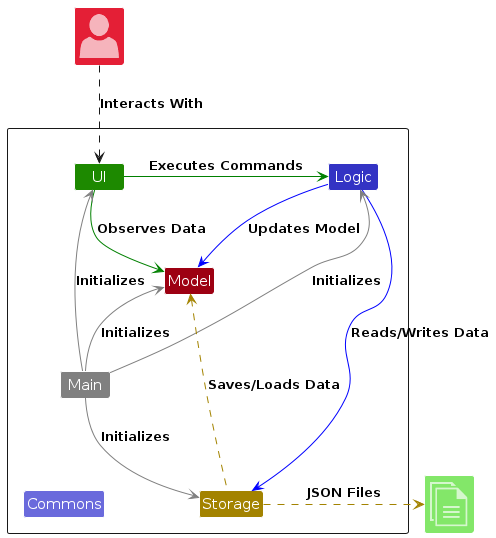 Interacts With
Executes Commands
UI
Logic
Observes Data
Updates Model
Initializes
Model
Initializes
Initializes
Reads/Writes Data
Main
Saves/Loads Data
Initializes
JSON Files
Commons
Storage